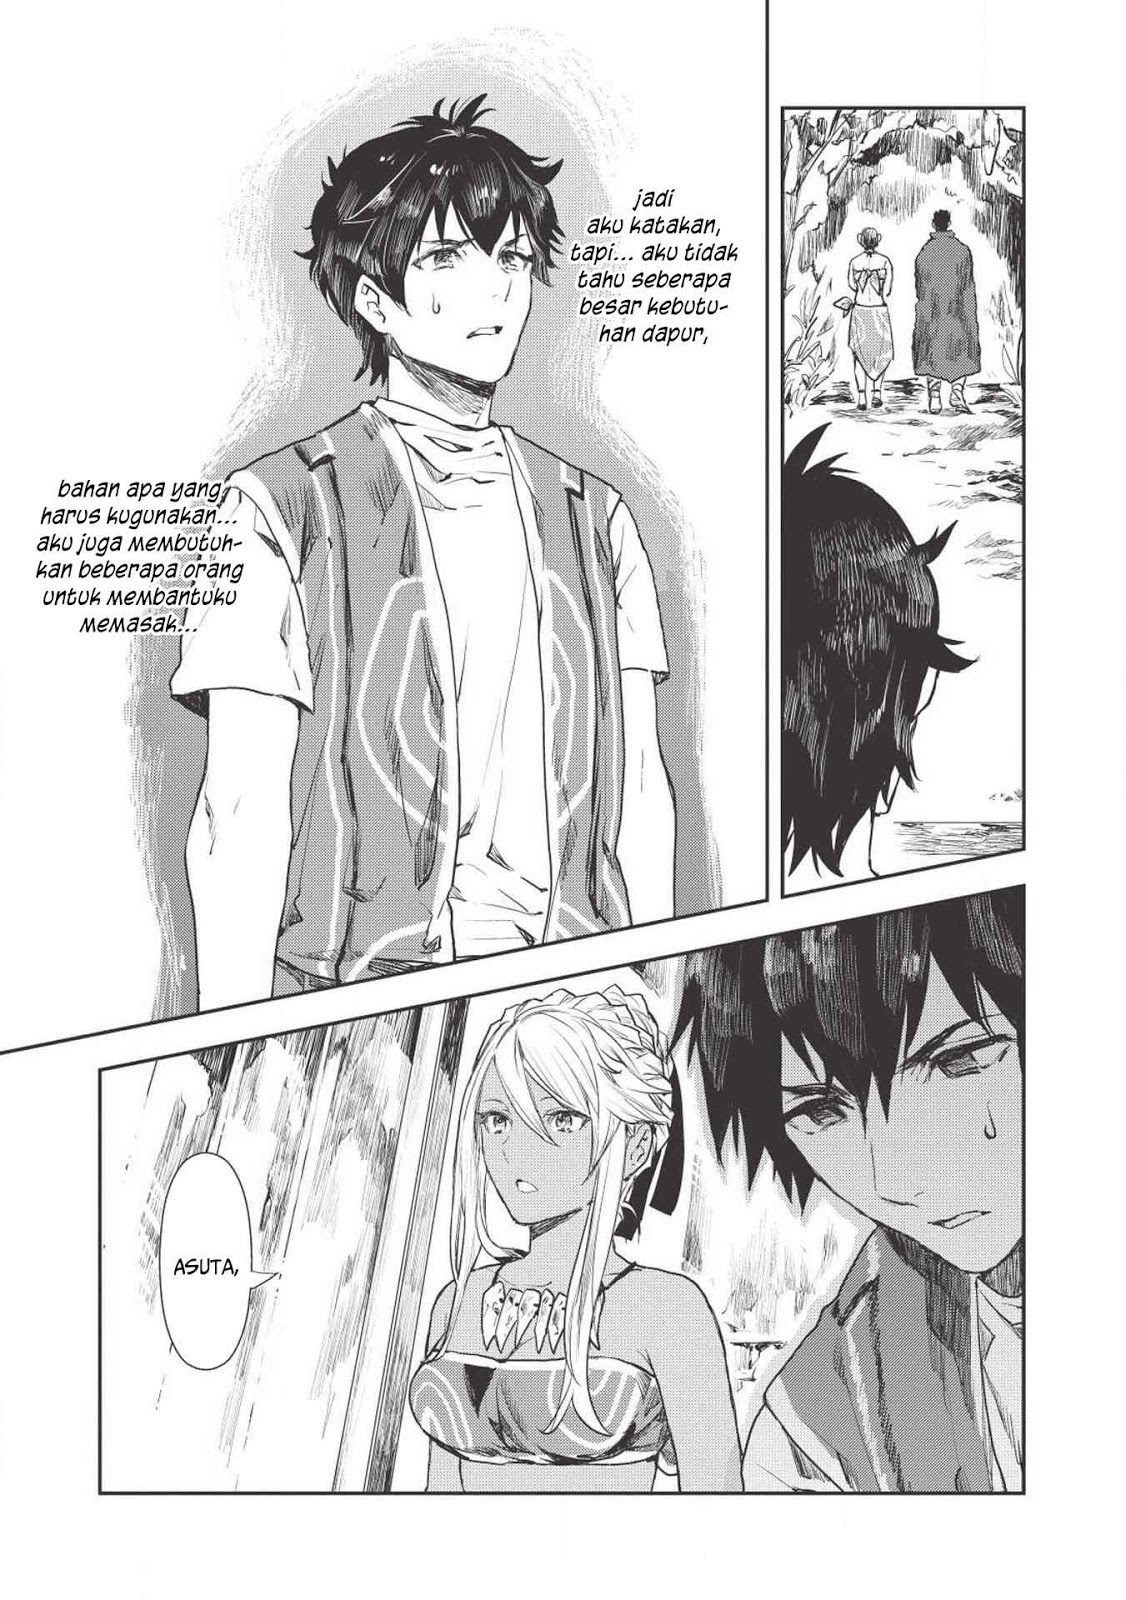 jadi
aku katakan,
tapi... aku tidak
tahu seberapa
besar kebutu-
han dapur,
bahan apa yang
harus kugunakan...
aku juga membutuh-
kan beberapa orang
untuk membantuku
memasak...
ASUTA,